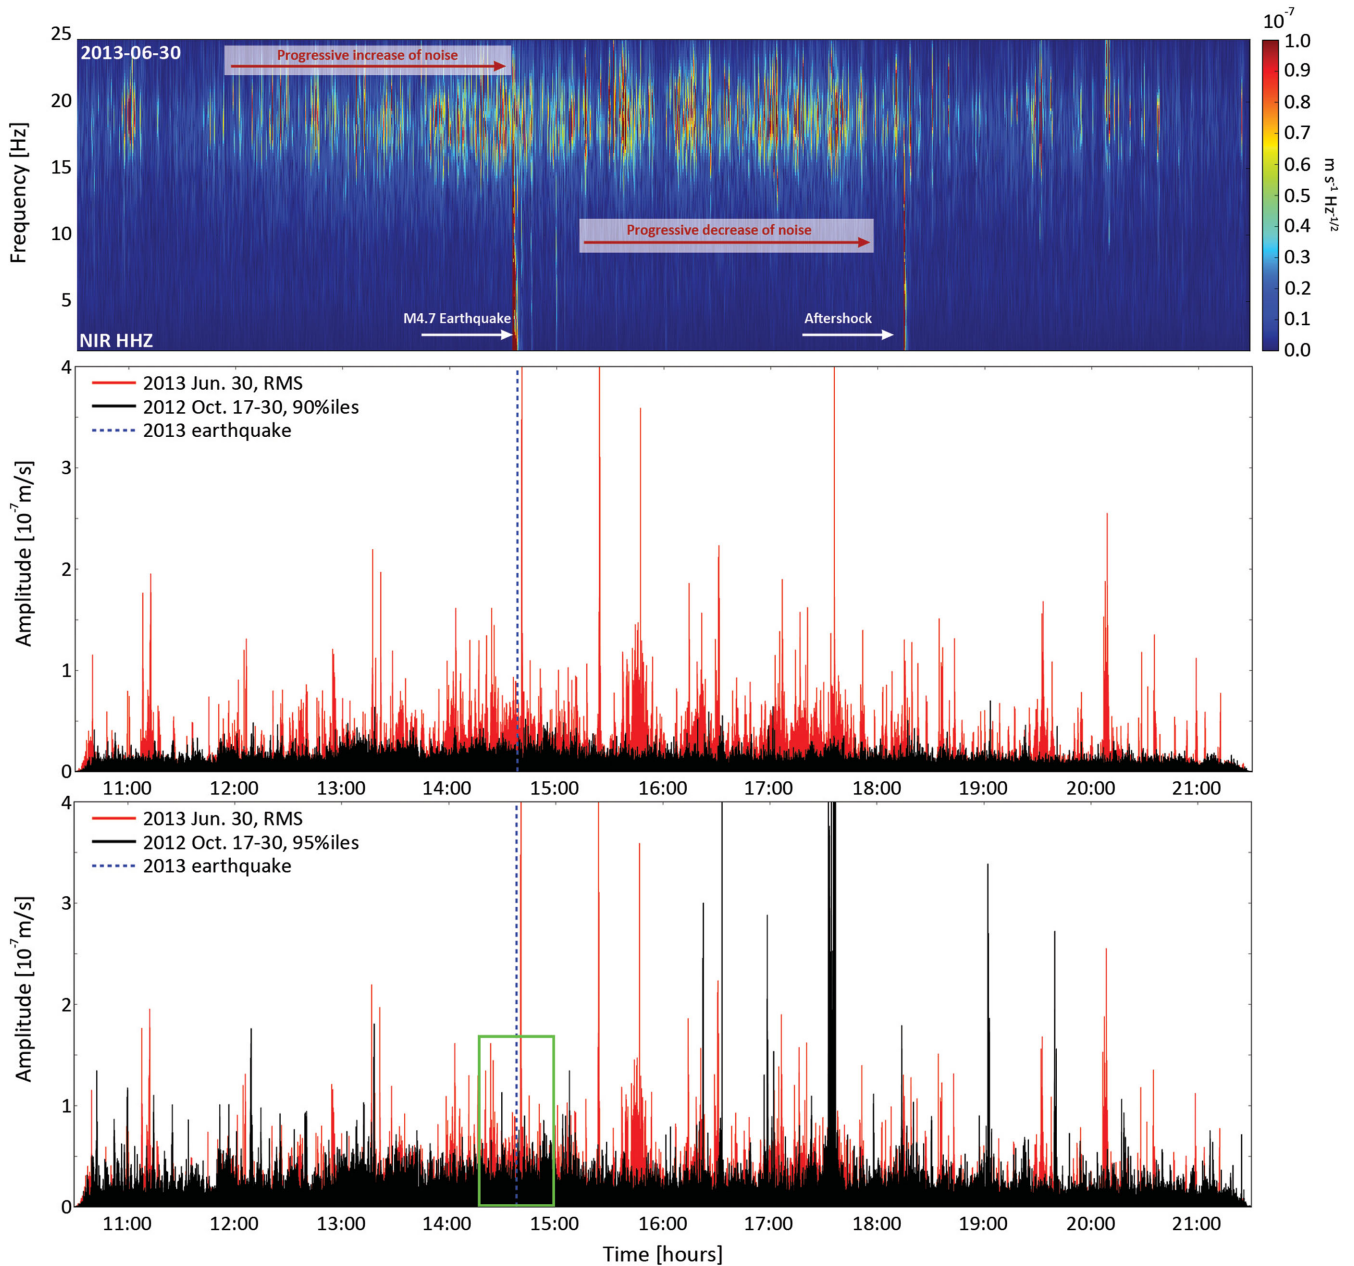 2013-06-30
Progressive increase of noise
Progressive decrease of noise
M4.7 Earthquake
Aftershock
NIR HHZ
Frequency [Hz]
25
20
15
10
5
10⁻⁷
1.0
0.9
0.8
0.7
0.6
0.5
0.4
0.3
0.2
0.1
0.0
m s⁻¹ Hz⁻¹/²
2013 Jun. 30, RMS
2012 Oct. 17-30, 90%iles
2013 earthquake
Amplitude [10⁻⁷m/s]
4
3
2
1
0
11:00 12:00 13:00 14:00 15:00 16:00 17:00 18:00 19:00 20:00 21:00
2013 Jun. 30, RMS
2012 Oct. 17-30, 95%iles
2013 earthquake
Amplitude [10⁻⁷m/s]
4
3
2
1
0
11:00 12:00 13:00 14:00 15:00 16:00 17:00 18:00 19:00 20:00 21:00
Time [hours]